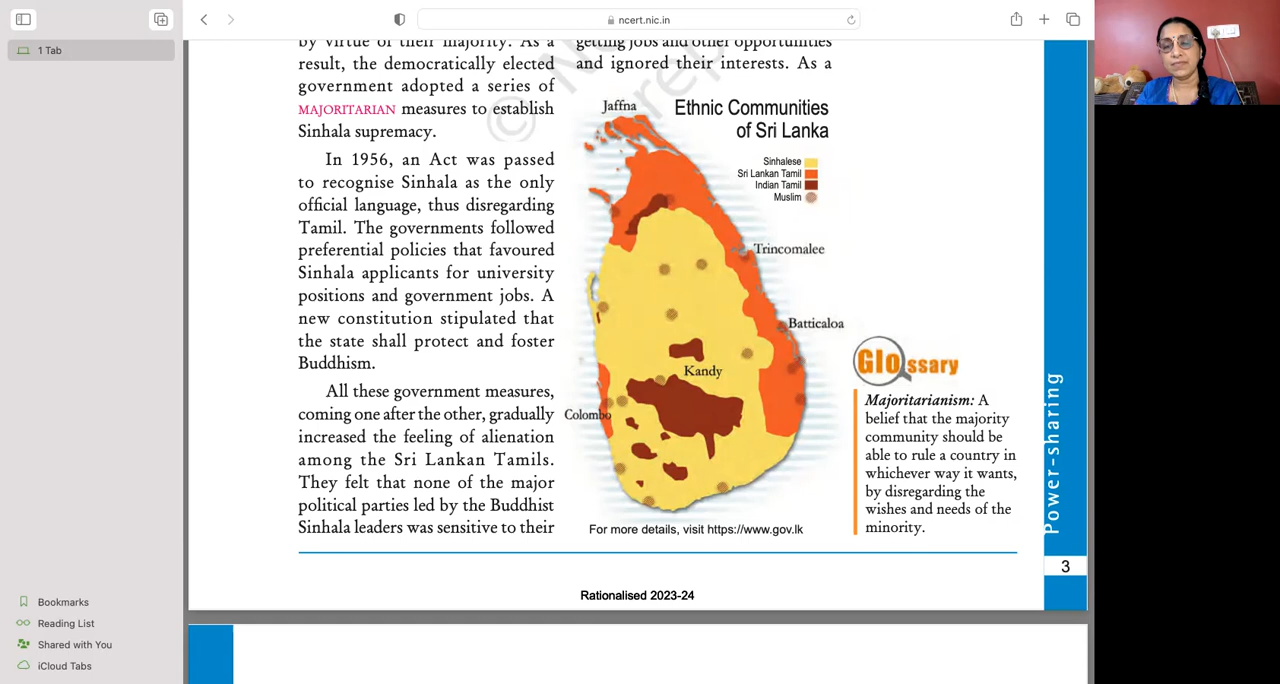 1 Tab
ncert.nic.in
by virtue of their majority. As a
result, the democratically elected
government adopted a series of
MAJORITARIAN measures to establish
Sinhala supremacy.
In 1956, an Act was passed
to recognise Sinhala as the only
official language, thus disregarding
Tamil. The governments followed
preferential policies that favoured
Sinhala applicants for university
positions and government jobs. A
new constitution stipulated that
the state shall protect and foster
Buddhism.
All these government measures,
coming one after the other, gradually
increased the feeling of alienation
among the Sri Lankan Tamils.
They felt that none of the major
political parties led by the Buddhist
Sinhala leaders was sensitive to their
getting jobs and other opportunities
and ignored their interests. As a
Ethnic Communities
of Sri Lanka
Sinhalese
Sri Lankan Tamil
Indian Tamil
Muslim
Jaffna
Trincomalee
Batticaloa
Kandy
Colombo
For more details, visit https://www.gov.lk
Glossary
Majoritarianism: A
belief that the majority
community should be
able to rule a country in
whichever way it wants,
by disregarding the
wishes and needs of the
minority.
Power-sharing
3
Rationalised 2023-24
Bookmarks
Reading List
Shared with You
iCloud Tabs